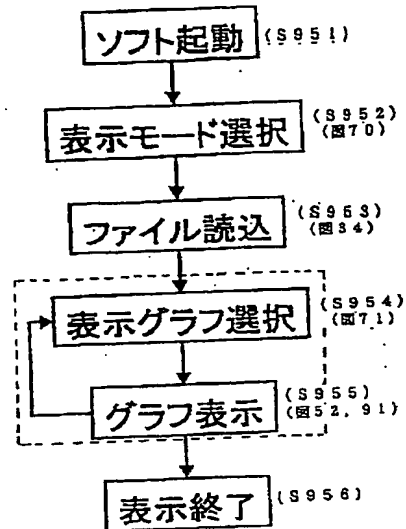 ソフト起動
(S951)
表示モード選択
(S952)
(図70)
ファイル読込
(S953)
(図34)
表示グラフ選択
(S954)
(図71)
グラフ表示
(S955)
(図52, 91)
表示終了
(S956)